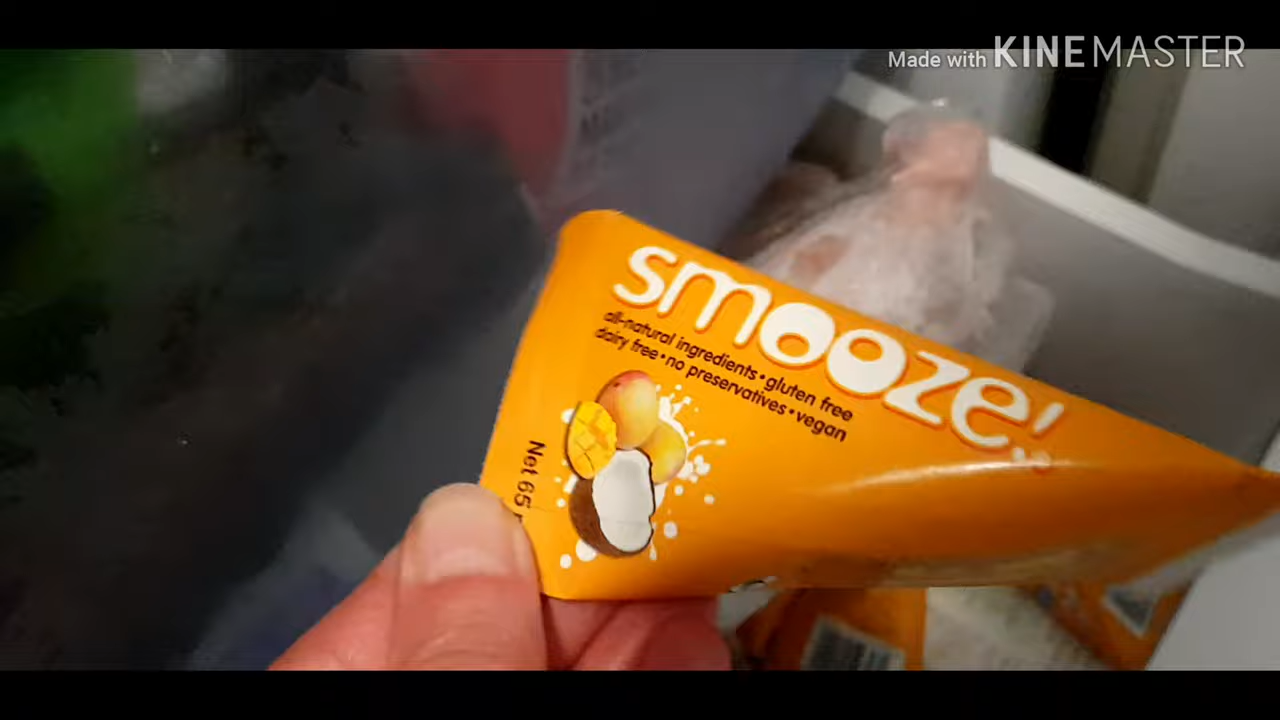 Made with KINEMASTER
smooze!
all-natural ingredients • gluten free
dairy free • no preservatives • vegan
Net 65